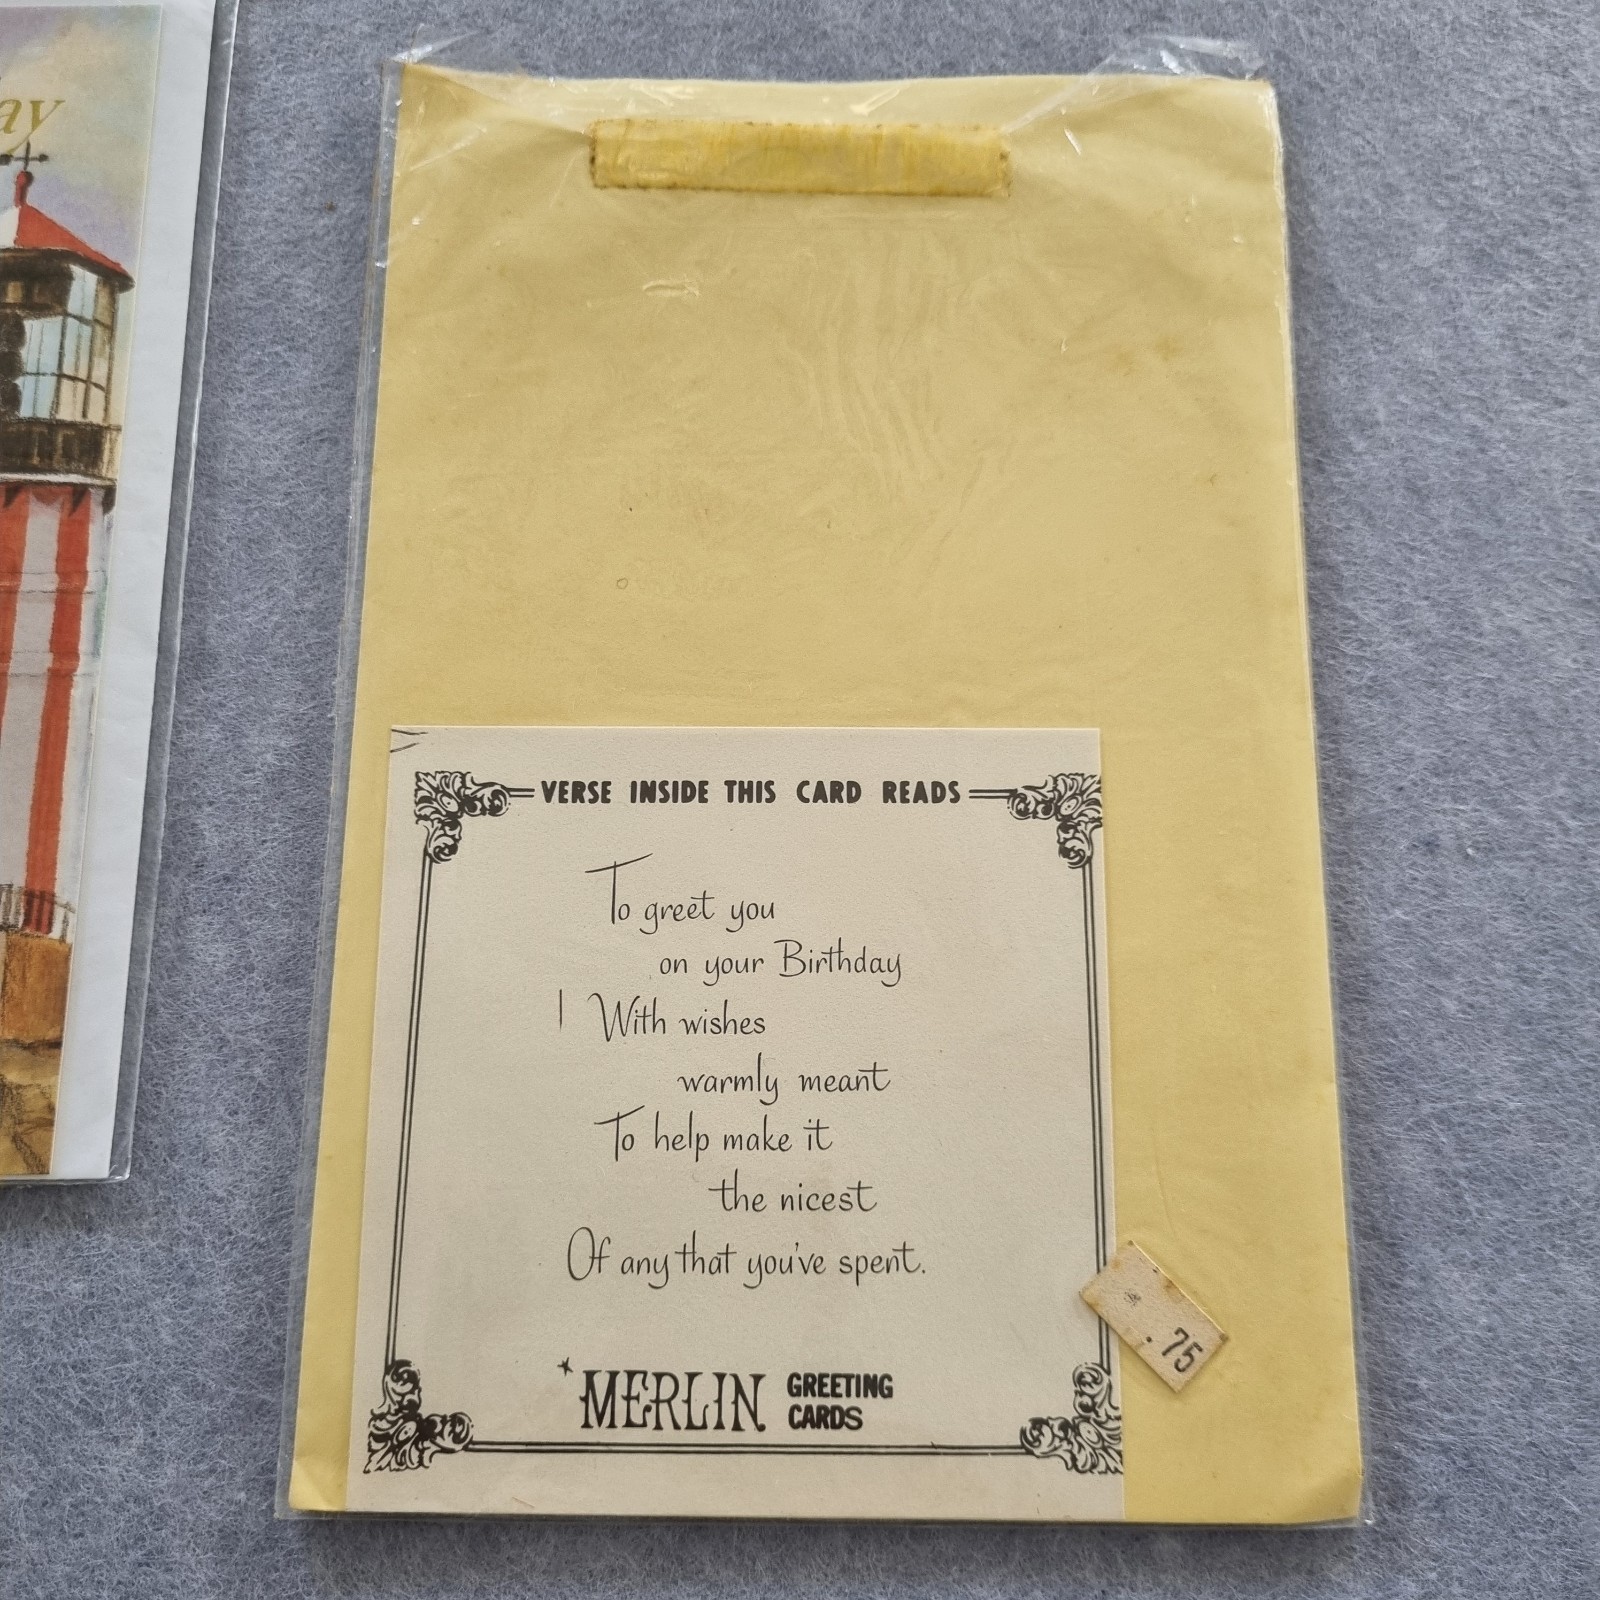 ay
VERSE INSIDE THIS CARD READS
To greet you
on your Birthday
With wishes
warmly meant
To help make it
the nicest
Of any that you've spent.
MERLIN GREETING CARDS
.75